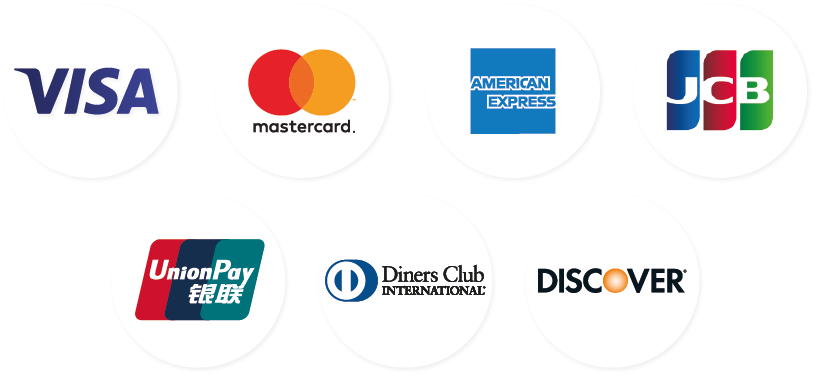 VISA
mastercard.
AMERICAN
EXPRESS
JCB
UnionPay
银联
Diners Club
INTERNATIONAL®
DISCOVER®